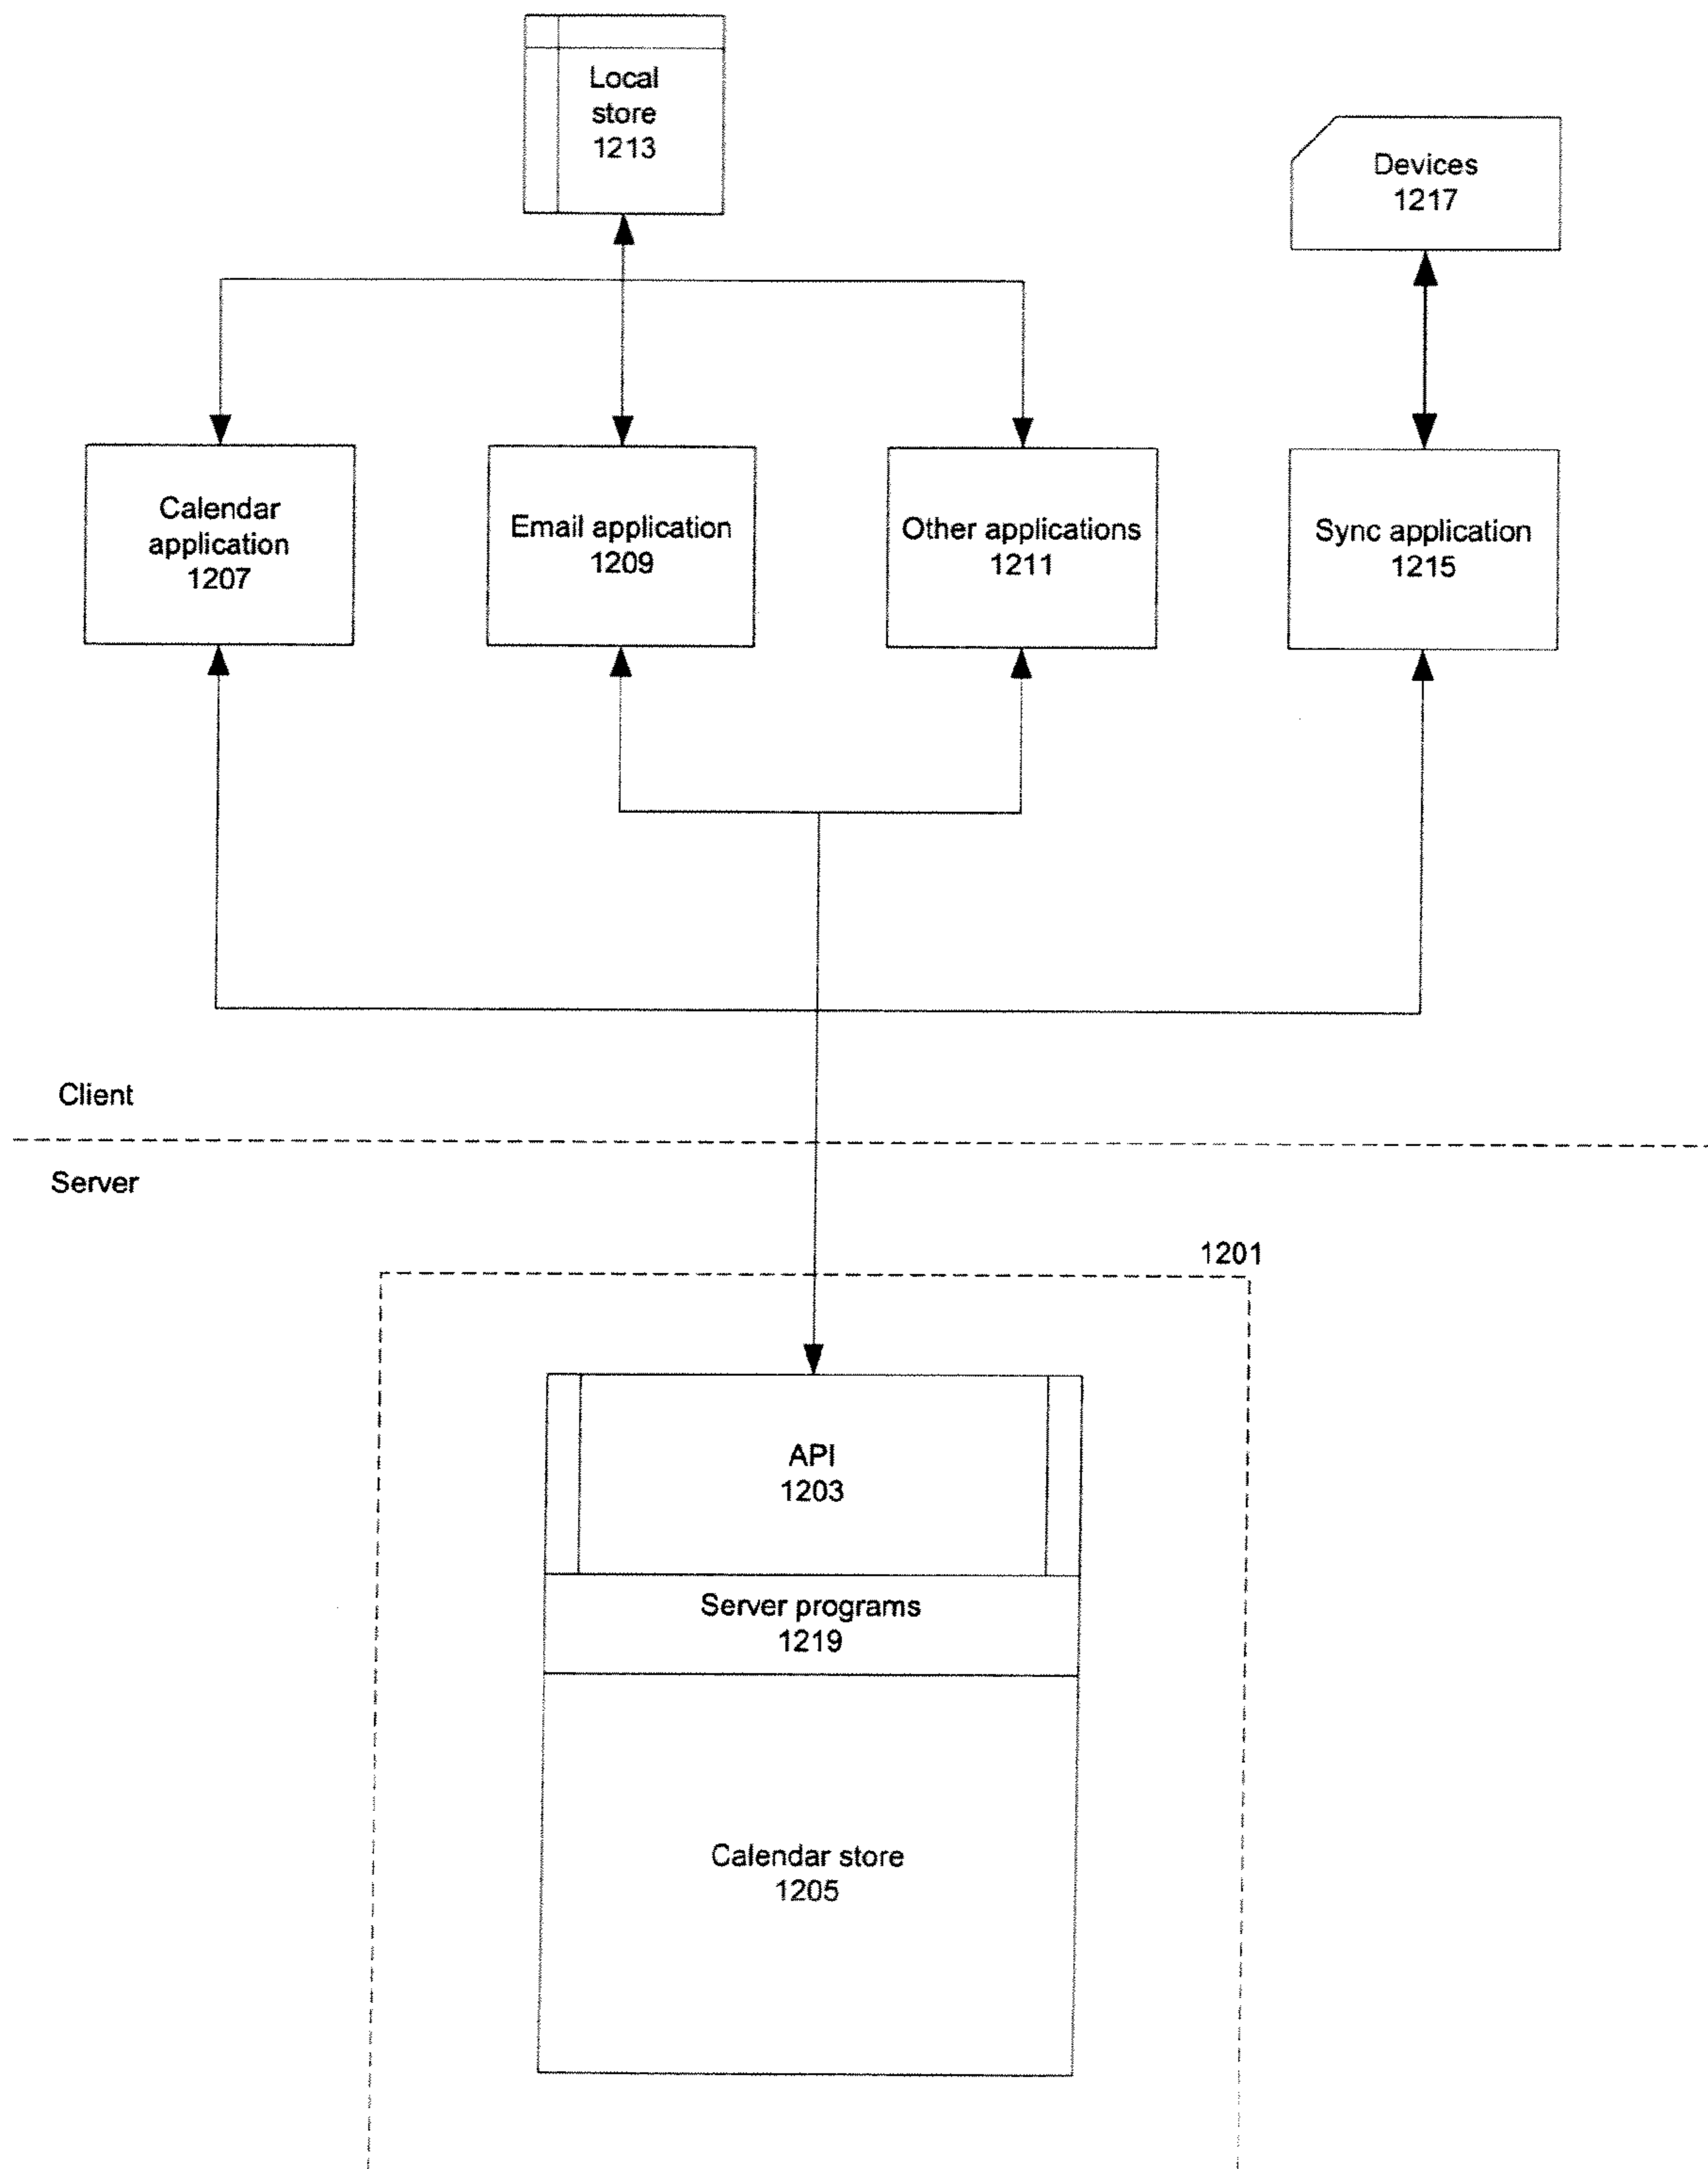 Local
store
1213
Devices
1217
Calendar
application
1207
Email application
1209
Other applications
1211
Sync application
1215
Client
Server
1201
API
1203
Server programs
1219
Calendar store
1205